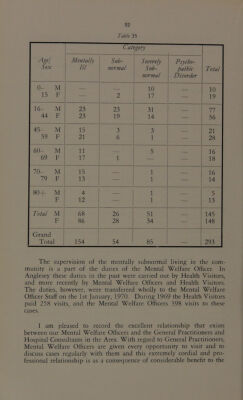 92
Table 35
Category
Age/ Sex
Mentally Ill
Sub-normal
Severely Sub-normal
Psycho-pathic Disorder
Total
0– M — — 10 — 10
15 F — 2 17 — 19
16– M 23 23 31 — 77
44 F 23 19 14 — 56
45– M 15 3 3 — 21
59 F 21 6 1 — 28
60– M 11 — 5 — 16
69 F 17 1 — — 18
70– M 15 — 1 — 16
79 F 13 — 1 — 14
80+ M 4 — 1 — 5
F 12 — 1 — 13
Total M 68 26 51 — 145
F 86 28 34 — 148
Grand
Total 154 54 85 — 293
The supervision of the mentally subnormal living in the com-
munity is a part of the duties of the Mental Welfare Officer. In
Anglesey these duties in the past were carried out by Health Visitors,
and more recently by Mental Welfare Officers and Health Visitors.
The duties, however, were transferred wholly to the Mental Welfare
Officer Staff on the 1st January, 1970. During 1969 the Health Visitors
paid 258 visits, and the Mental Welfare Officers 398 visits to these
cases.
I am pleased to record the excellent relationship that exists
between our Mental Welfare Officers and the General Practitioners and
Hospital Consultants in the Area. With regard to General Practitioners,
Mental Welfare Officers are given every opportunity to visit and to
discuss cases regularly with them and this extremely cordial and pro-
fessional relationship is as a consequence of considerable benefit to the